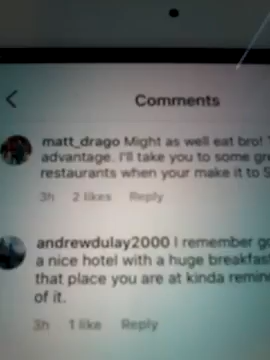 Comments
matt_drago Might as well eat bro!
advantage. I'll take you to some
restaurants when your make it to
3h 2 likes Reply
andrewdulay2000 I remember
a nice hotel with a huge breakfas
that place you are at kinda remin
of it.
3h 1 like Reply